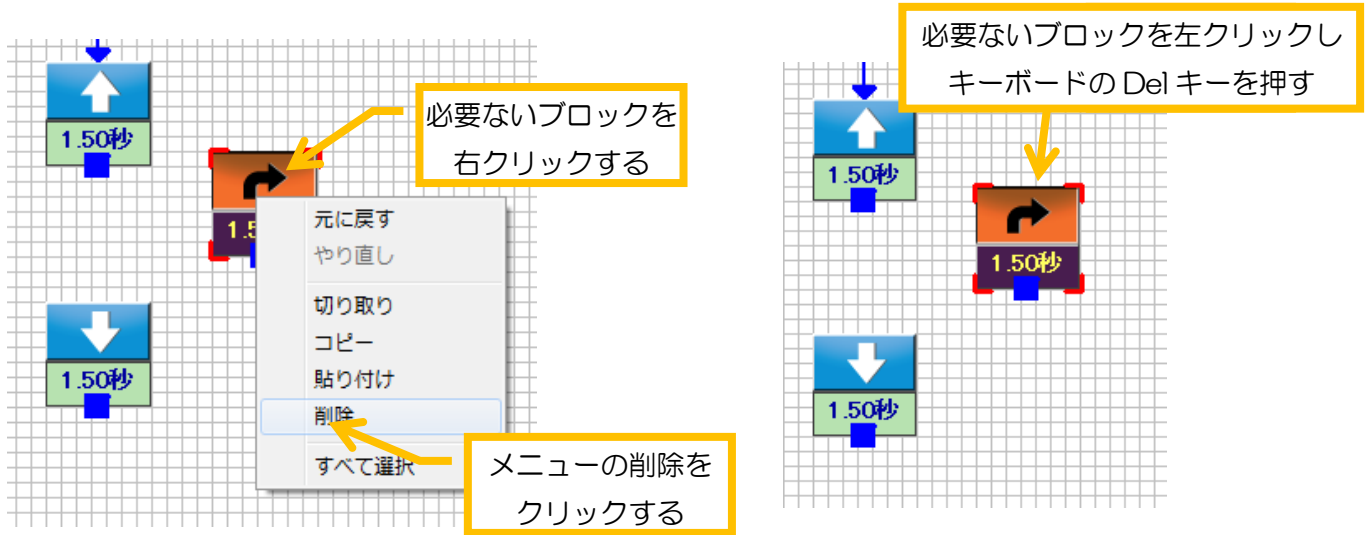 必要ないブロックを左クリックし
キーボードの Del キーを押す
必要ないブロックを
右クリックする
1.50秒
1.5
元に戻す
やり直し
切り取り
コピー
貼り付け
削除
すべて選択
1.50秒
メニューの削除を
クリックする
1.50秒
1.50秒
1.50秒